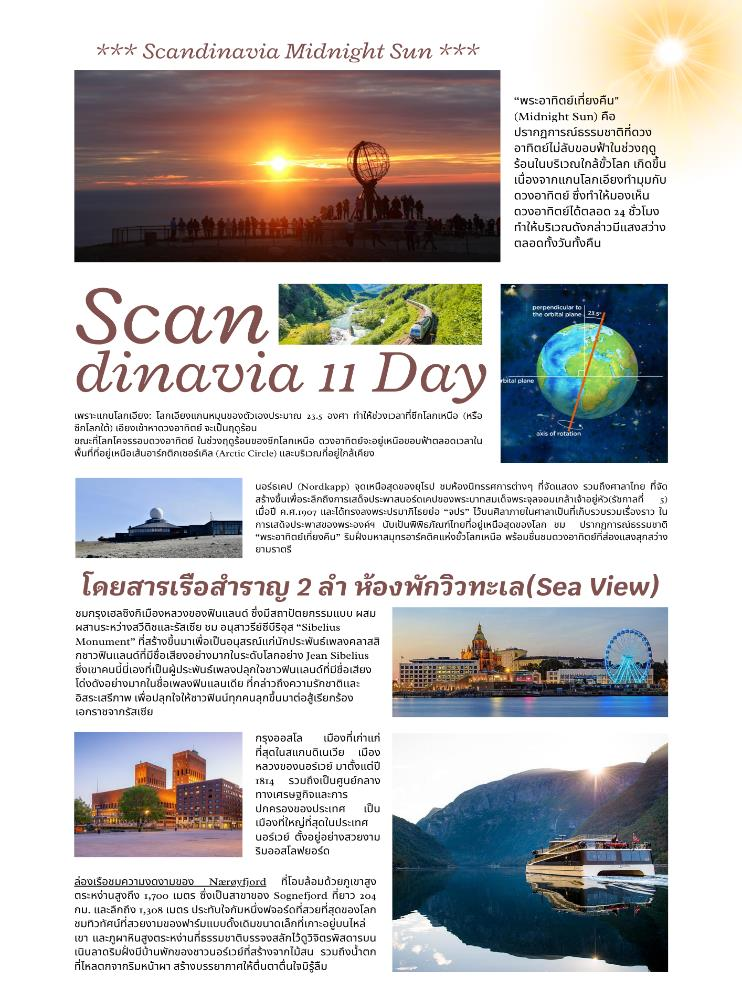 *** Scandinavia Midnight Sun ***
“พระอาทิตย์เที่ยงคืน”
(Midnight Sun) คือ
ปรากฏการณ์ธรรมชาติที่ดวง
อาทิตย์ไม่ลับขอบฟ้าในช่วงฤดู
ร้อนในบริเวณใกล้ขั้วโลก เกิดขึ้น
เนื่องจากแกนโลกเอียงทำมุมกับ
ดวงอาทิตย์ ซึ่งทำให้มองเห็น
ดวงอาทิตย์ได้ตลอด 24 ชั่วโมง
ทำให้บริเวณดังกล่าวมีแสงสว่าง
ตลอดทั้งวันทั้งคืน
Scan
dinavia 11 Day
perpendicular to
the orbital plane
23.5°
orbital plane
axis of rotation
เพราะแกนโลกเอียง: โลกเอียงแกนหมุนของตัวเองประมาณ 23.5 องศา ทำให้ช่วงเวลาที่ซีกโลกเหนือ (หรือ
ซีกโลกใต้) เอียงเข้าหาดวงอาทิตย์ จะเป็นฤดูร้อน
ขณะที่โลกโคจรรอบดวงอาทิตย์ ในช่วงฤดูร้อนของซีกโลกเหนือ ดวงอาทิตย์จะอยู่เหนือขอบฟ้าตลอดเวลาใน
พื้นที่ที่อยู่เหนือเส้นอาร์กติกเซอร์เคิล (Arctic Circle) และบริเวณที่อยู่ใกล้เคียง
นอร์ธเคป (Nordkapp) จุดเหนือสุดของยุโรป ชมห้องนิทรรศการต่างๆ ที่จัดแสดง รวมถึงศาลาไทย ที่จัด
สร้างขึ้นเพื่อระลึกถึงการเสด็จประพาสนอร์ดเคปของพระบาทสมเด็จพระจุลจอมเกล้าเจ้าอยู่หัว(รัชกาลที่ 5)
เมื่อปี ค.ศ.1907 และได้ทรงลงพระปรมาภิไธยย่อ “จปร” ไว้บนศิลาภายในศาลาเป็นที่เก็บรวบรวมเรื่องราว ใน
การเสด็จประพาสของพระองค์ฯ นับเป็นพิพิธภัณฑ์ไทยที่อยู่เหนือสุดของโลก ชม ปรากฏการณ์ธรรมชาติ
“พระอาทิตย์เที่ยงคืน” ริมฝั่งมหาสมุทรอาร์คติคแห่งขั้วโลกเหนือ พร้อมชื่นชมดวงอาทิตย์ที่ส่องแสงสุกสว่าง
ยามราตรี
โดยสารเรือสำราญ 2 ลำ ห้องพักวิวทะเล(Sea View)
ชมกรุงเฮลซิงกิเมืองหลวงของฟินแลนด์ ซึ่งมีสถาปัตยกรรมแบบ ผสม
ผสานระหว่างสวีดิชและรัสเซีย ชม อนุสาวรีย์ซีบีริอุส “Sibelius
Monument” ที่สร้างขึ้นมาเพื่อเป็นอนุสรณ์แก่นักประพันธ์เพลงคลาสสิ
กชาวฟินแลนด์ที่มีชื่อเสียงอย่างมากในระดับโลกอย่าง Jean Sibelius
ซึ่งเขาคนนี้นี่เองที่เป็นผู้ประพันธ์เพลงปลุกใจชาวฟินแลนด์ที่มีชื่อเสียง
โด่งดังอย่างมากในชื่อเพลงฟินแลนเดีย ที่กล่าวถึงความรักชาติและ
อิสระเสรีภาพ เพื่อปลุกใจให้ชาวฟินน์ทุกคนลุกขึ้นมาต่อสู้เรียกร้อง
เอกราชจากรัสเซีย
กรุงออสโล เมืองที่เก่าแก่
ที่สุดในสแกนดิเนเวีย เมือง
หลวงของนอร์เวย์ มาตั้งแต่ปี
1814 รวมถึงเป็นศูนย์กลาง
ทางเศรษฐกิจและการ
ปกครองของประเทศ เป็น
เมืองที่ใหญ่ที่สุดในประเทศ
นอร์เวย์ ตั้งอยู่อย่างสวยงาม
ริมออสโลฟยอร์ด
ล่องเรือชมความงดงามของ Nærøyfjord ที่โอบล้อมด้วยภูเขาสูง
ตระหง่านสูงถึง 1,700 เมตร ซึ่งเป็นสาขาของ Sognefjord ที่ยาว 204
กม. และลึกถึง 1,308 เมตร ประทับใจกับหนึ่งฟจอร์ดที่สวยที่สุดของโลก
ชมทิวทัศน์ที่สวยงามของฟาร์มแบบดั้งเดิมขนาดเล็กที่เกาะอยู่บนไหล่
เขา และภูผาหินสูงตระหง่านที่ธรรมชาติบรรจงสลักไว้ดูวิจิตรพิสดารบน
เนินลาดริมฝั่งมีบ้านพักของชาวนอร์เวย์ที่สร้างจากไม้สน รวมถึงน้ำตก
ที่ไหลตกจากริมหน้าผา สร้างบรรยากาศให้ตื่นตาตื่นใจมิรู้ลืม